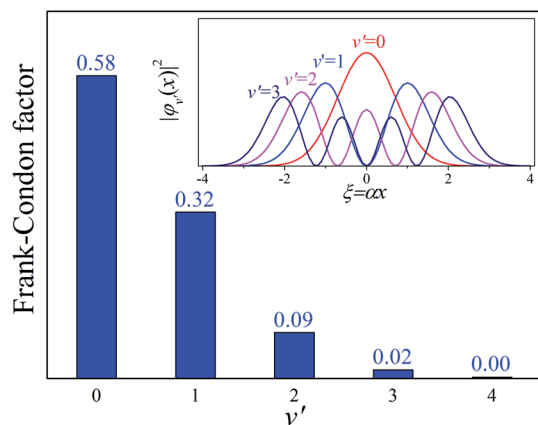 Frank-Condon factor
0.58
0.32
0.09
0.02
0.00
0
1
2
3
4
v′
|φv′(x)|²
v′=0
v′=1
v′=2
v′=3
-4
-2
0
2
4
ξ=αx